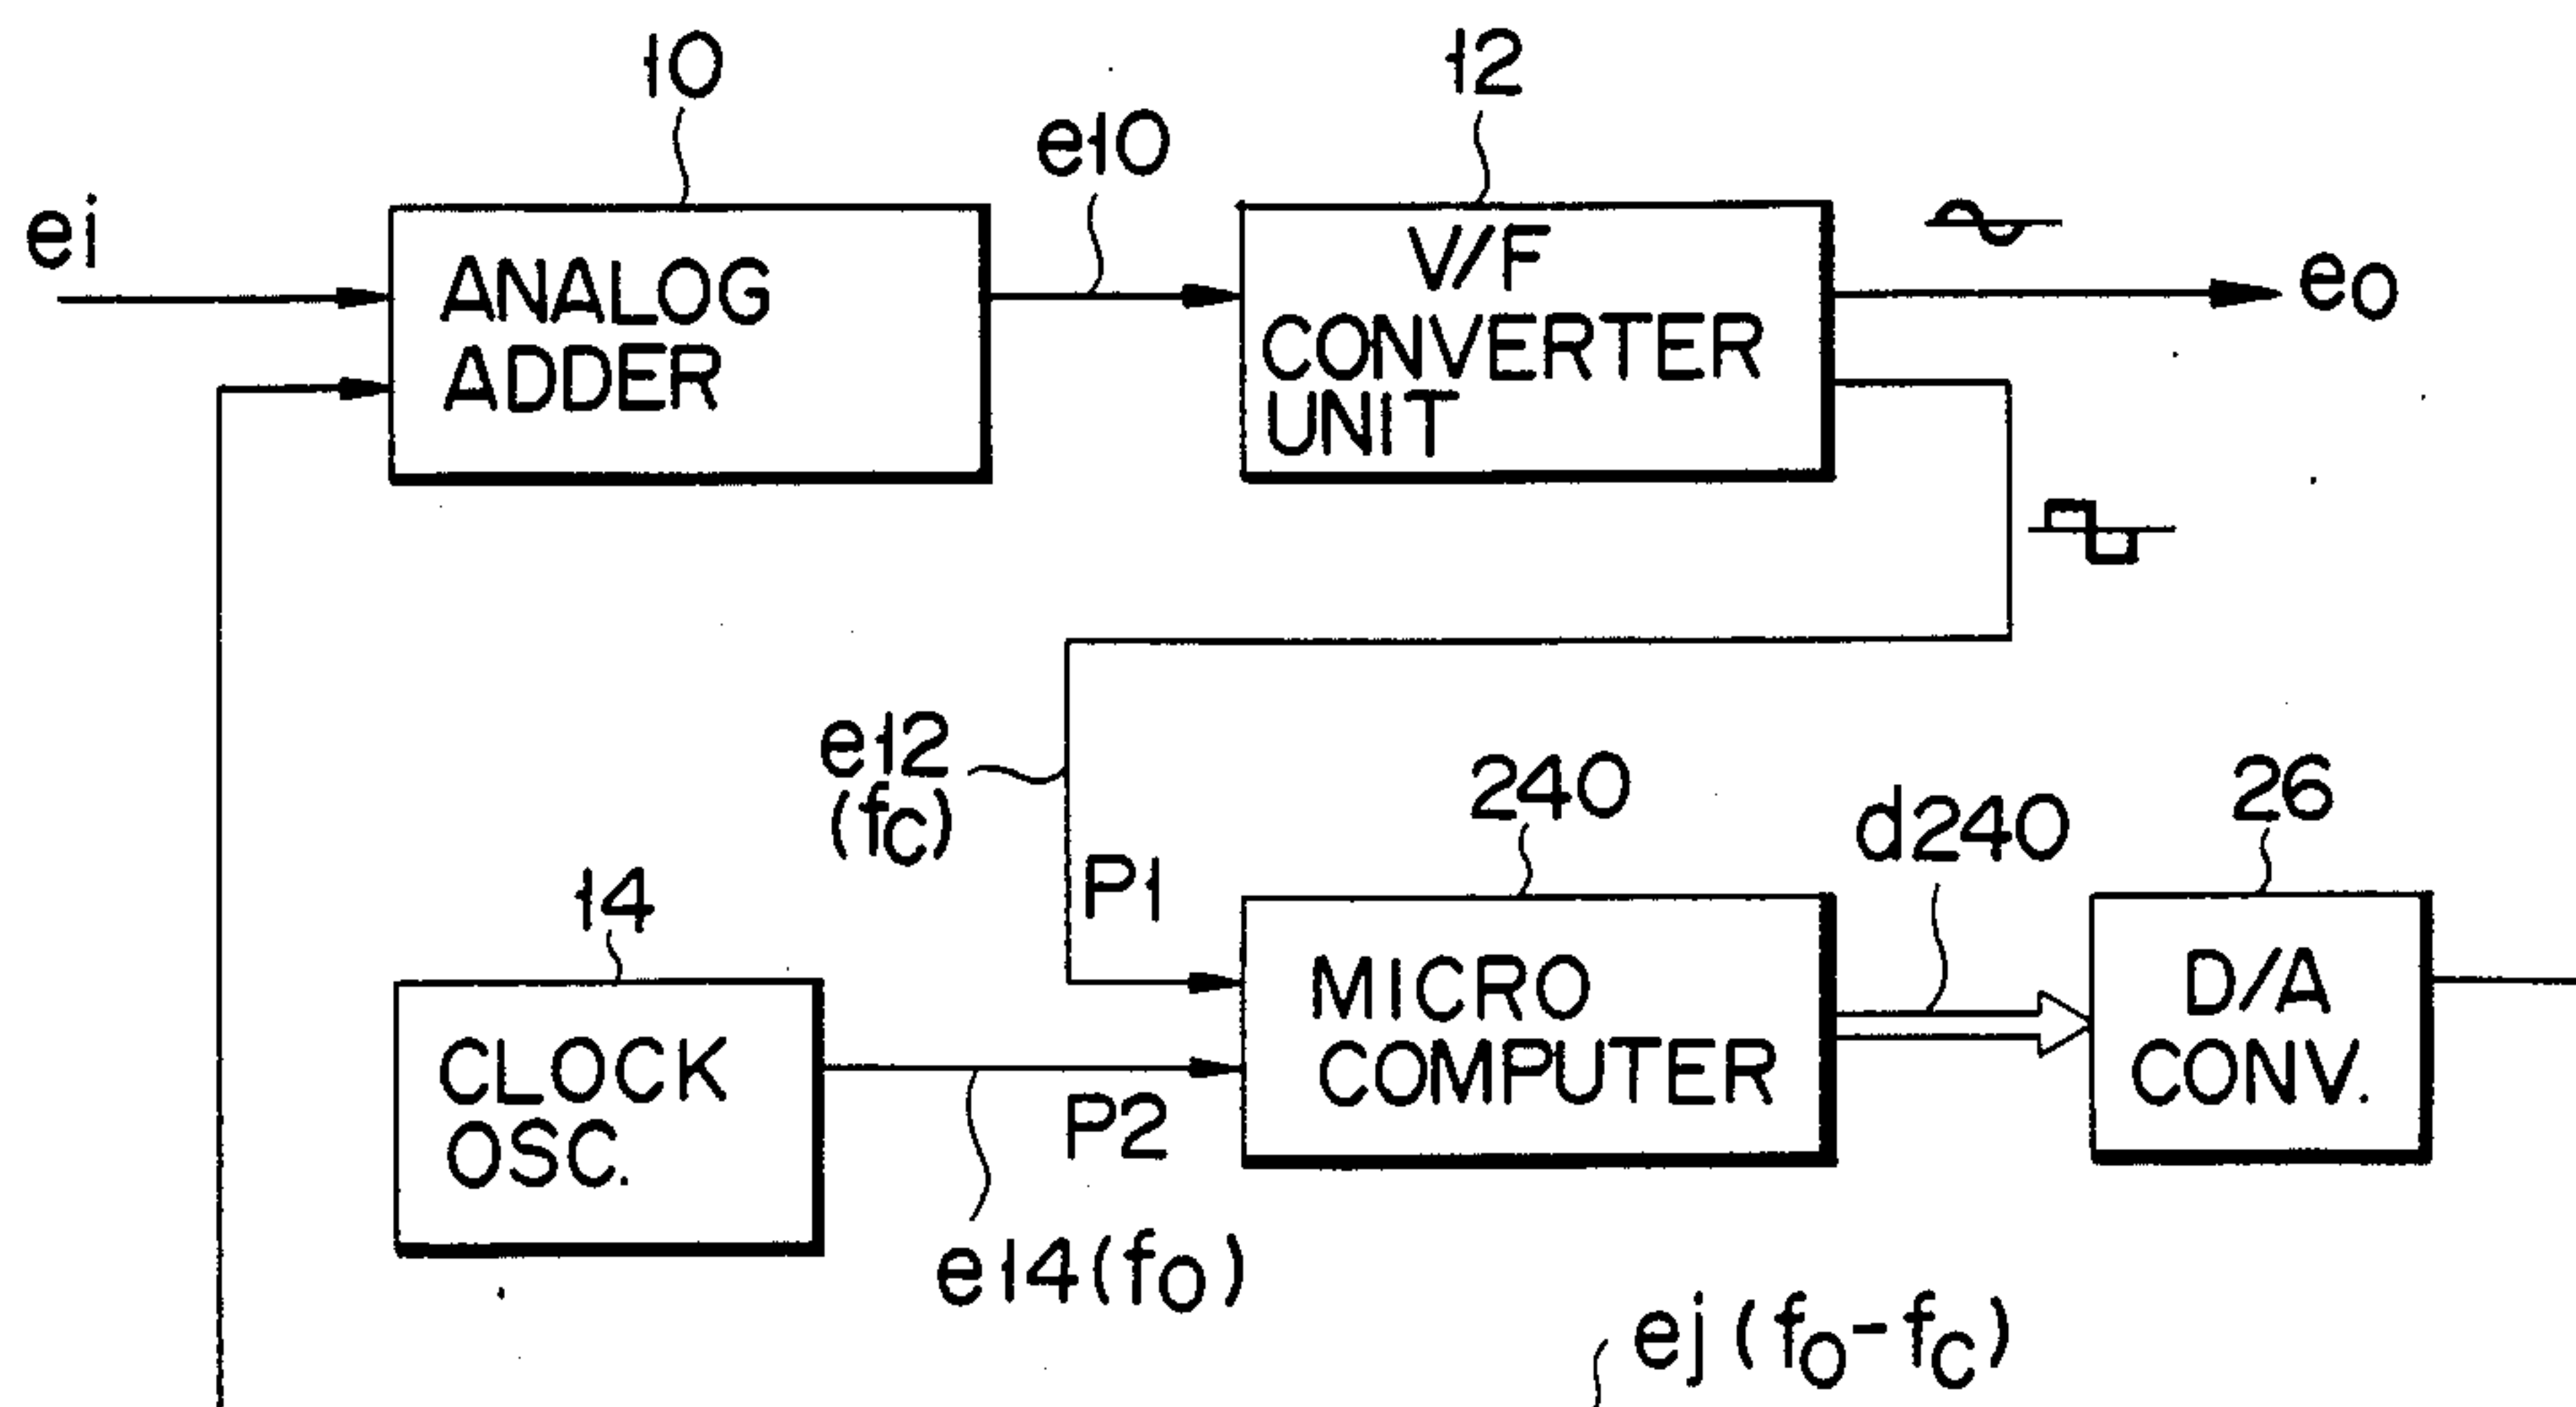 10
12
e10
ei
ANALOG
ADDER
V/F
CONVERTER
UNIT
eo
e12
(fc)
240
d240
26
14
P1
CLOCK
OSC.
MICRO
COMPUTER
D/A
CONV.
P2
e14(fo)
ej(fo-fc)